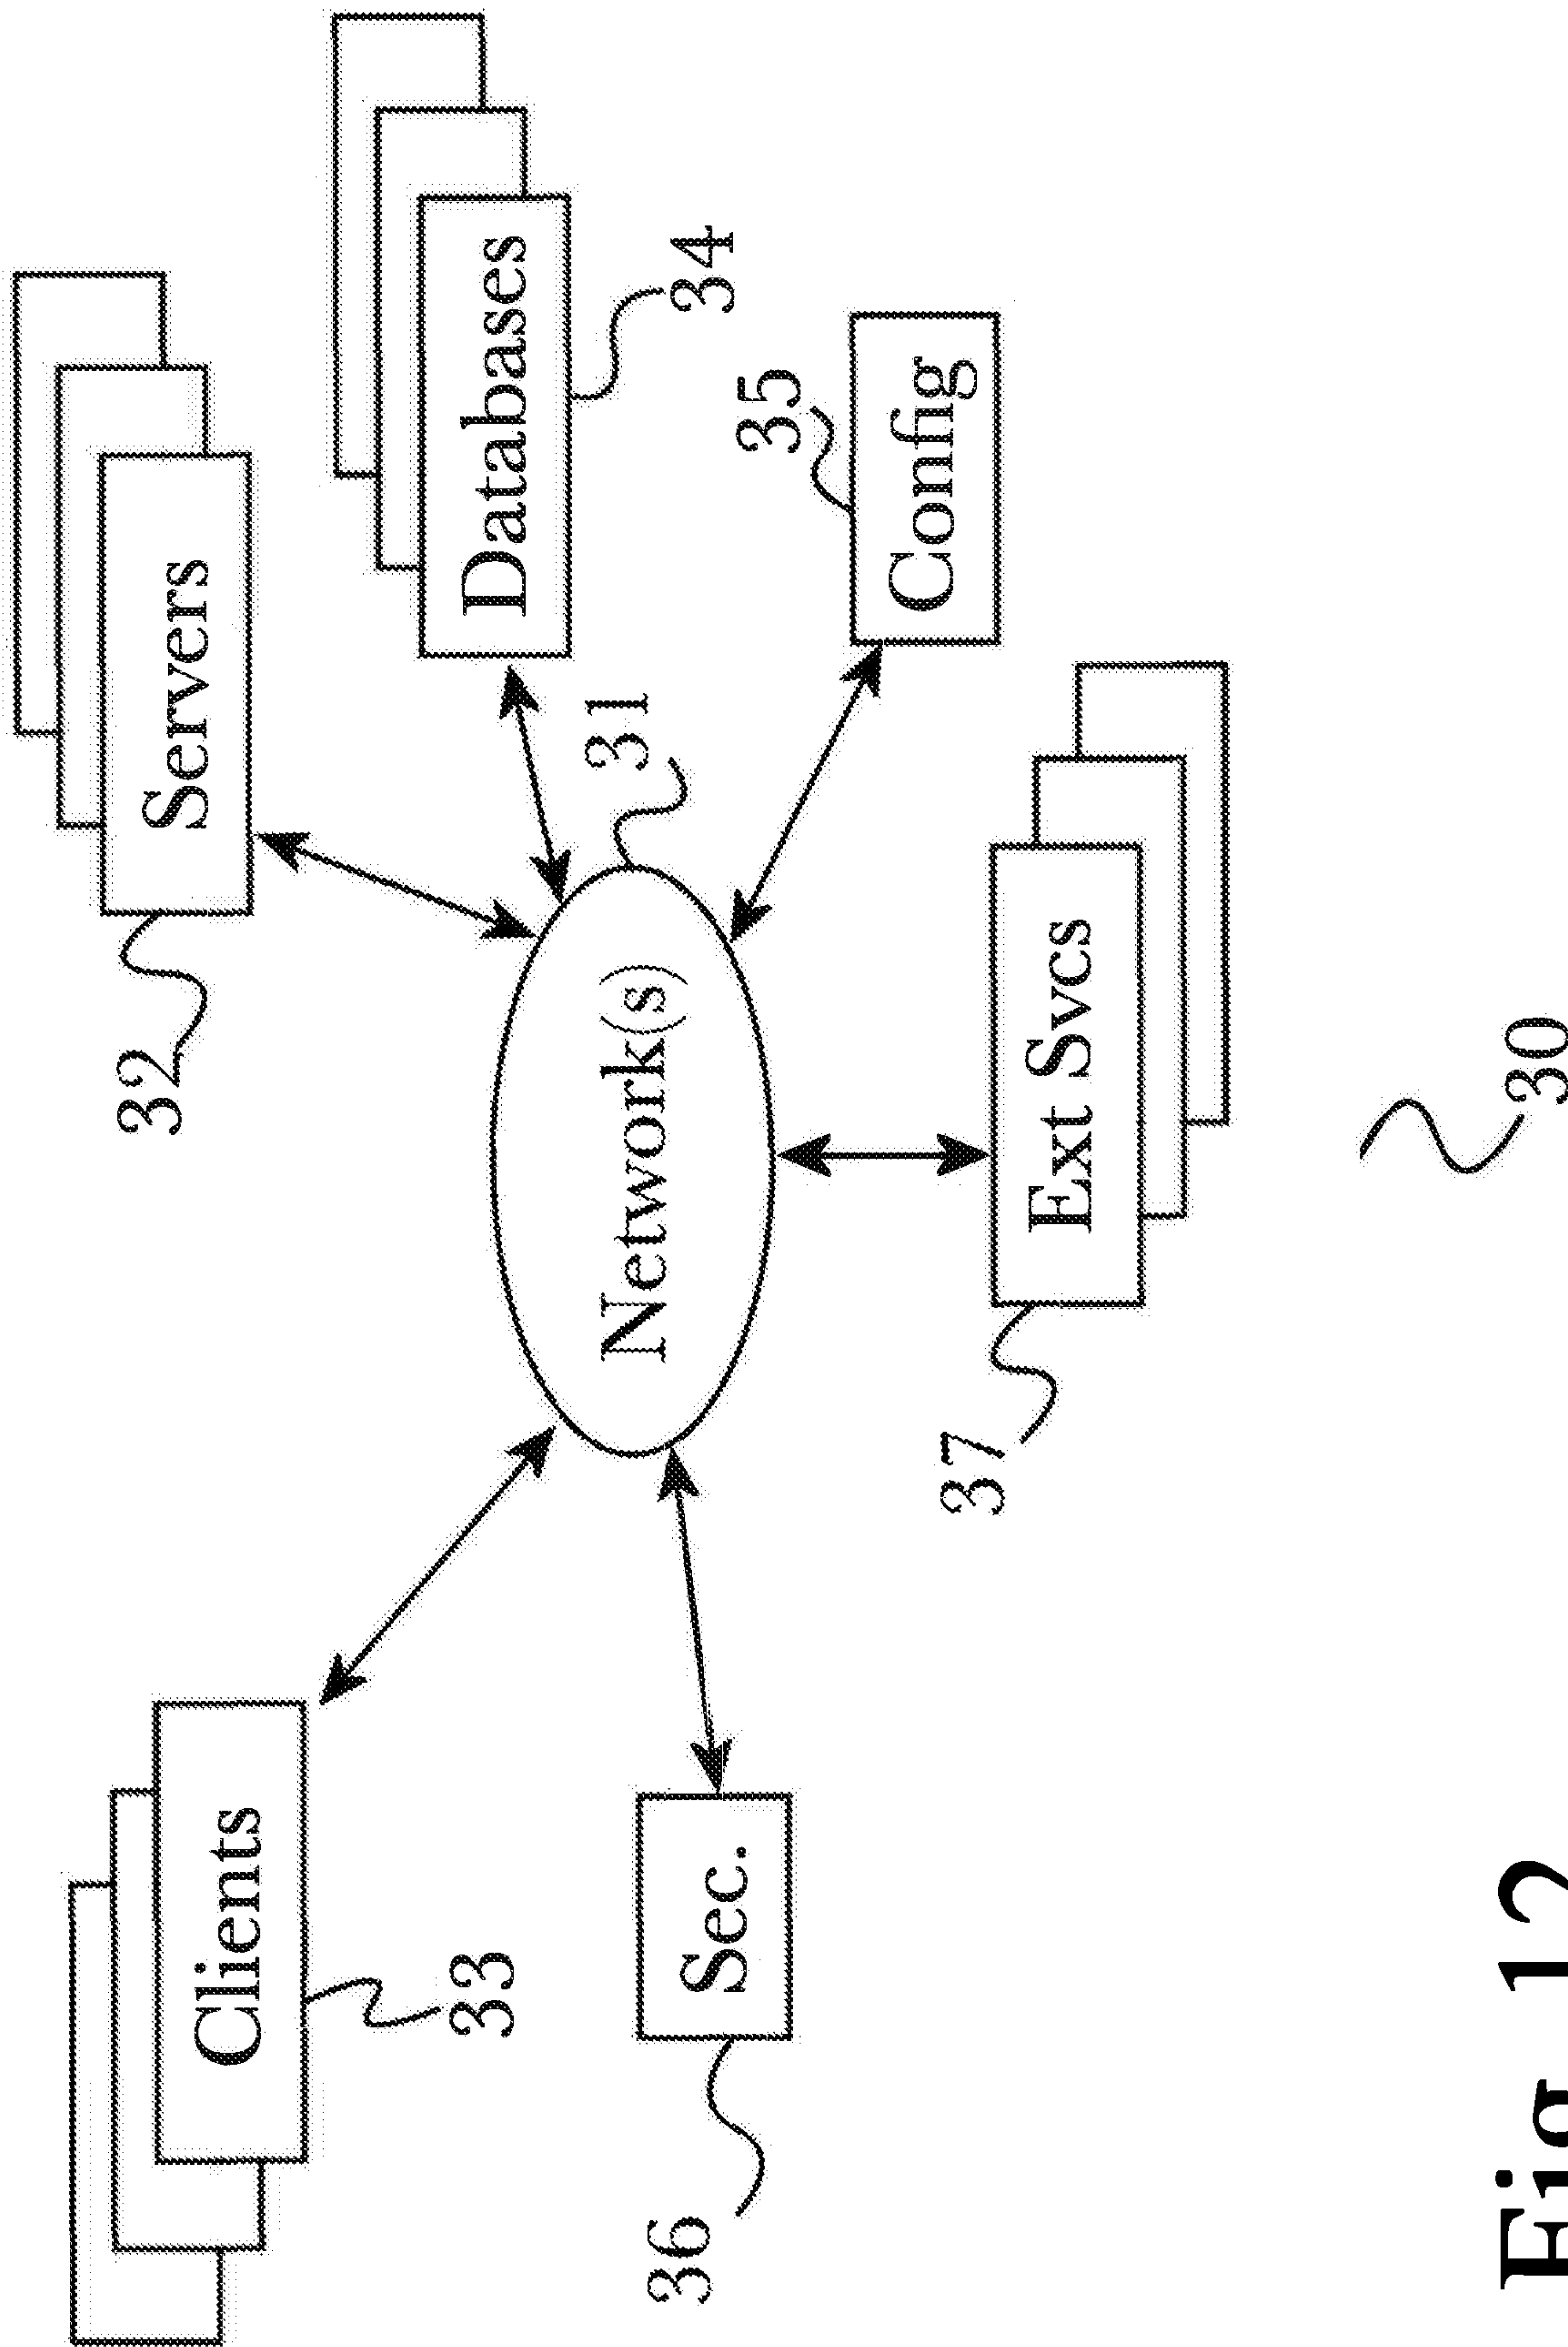 32
Servers
Clients
33
Databases
34
31
Network(s)
35
Config
36
Sec.
37
Ext Svcs
30
Fig. 12